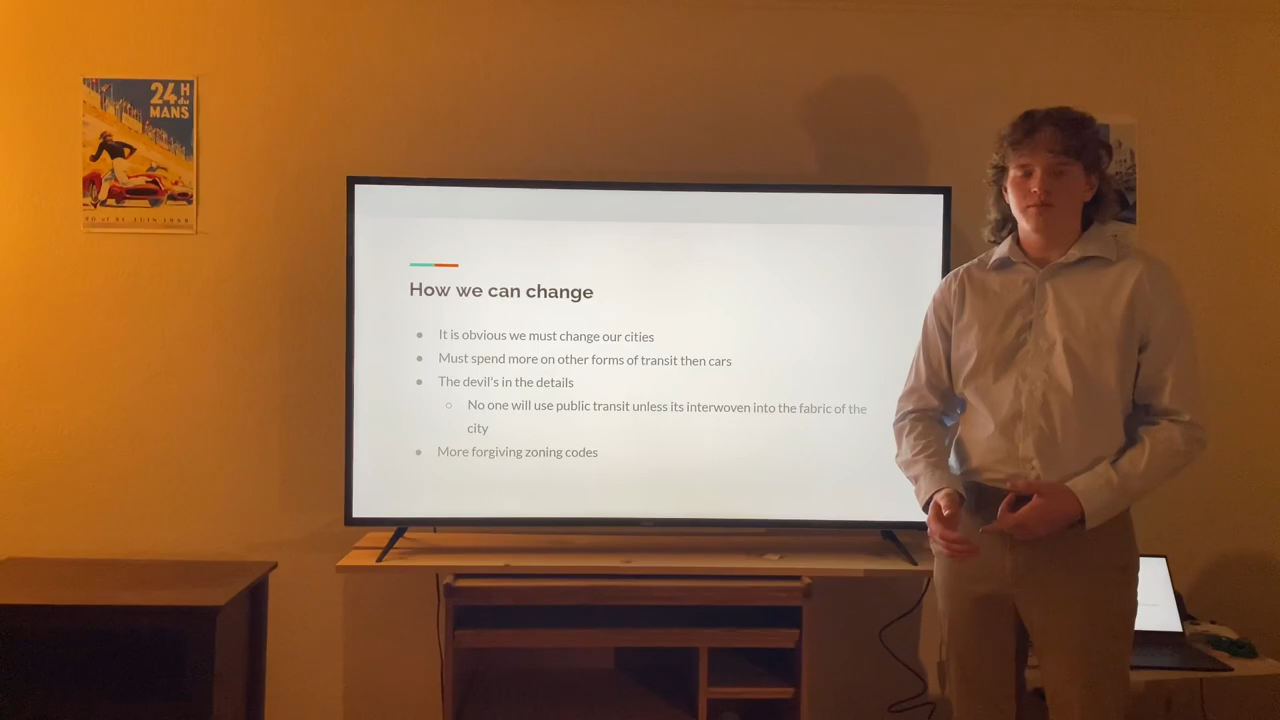 24H
du
MANS
How we can change
It is obvious we must change our cities
Must spend more on other forms of transit then cars
The devil's in the details
No one will use public transit unless its interwoven into the fabric of the
city
More forgiving zoning codes